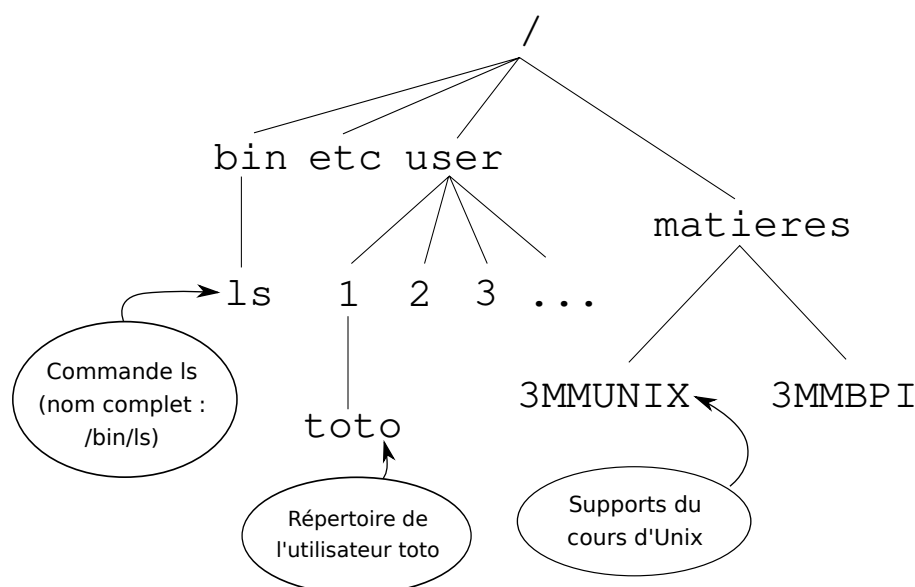 /
bin etc user
matieres
ls 1 2 3 ...
Commande ls
(nom complet :
/bin/ls)
3MMUNIX 3MMBPI
toto
Répertoire de
l'utilisateur toto
Supports du
cours d'Unix